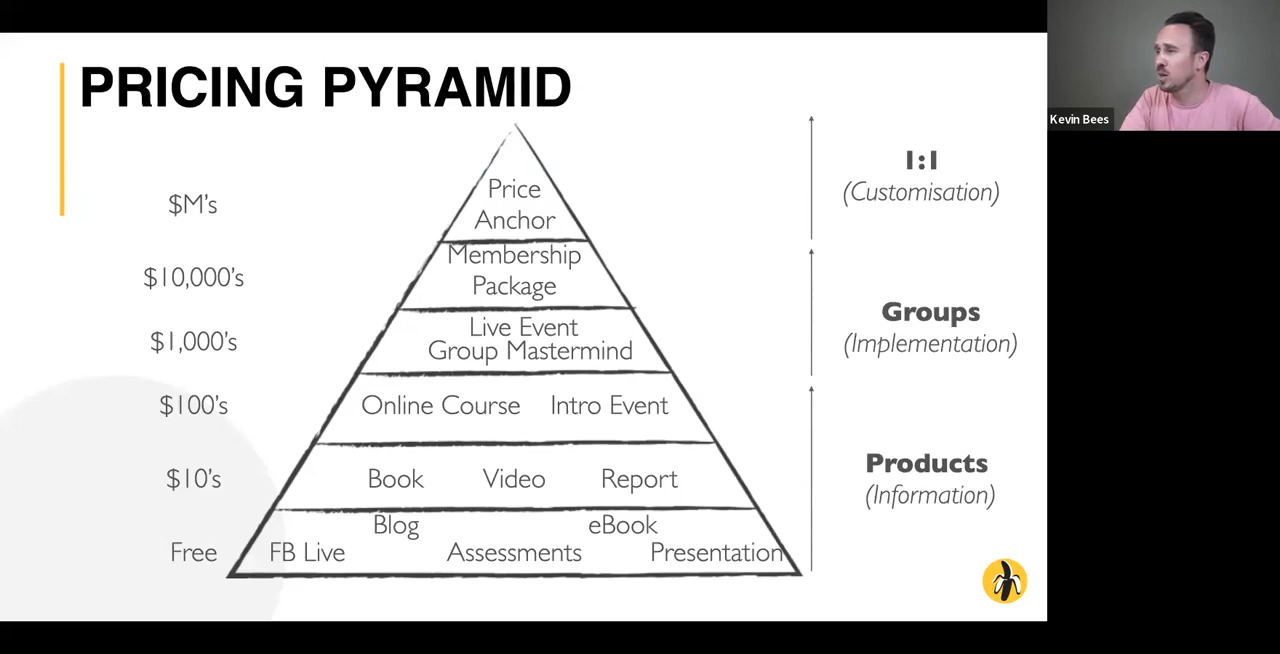 PRICING PYRAMID
Kevin Bees
$M's
Price
Anchor
1:1
(Customisation)
$10,000's
Membership
Package
$1,000's
Live Event
Group Mastermind
Groups
(Implementation)
$100's
Online Course Intro Event
$10's
Book Video Report
Products
(Information)
Free
Blog eBook
FB Live Assessments Presentation